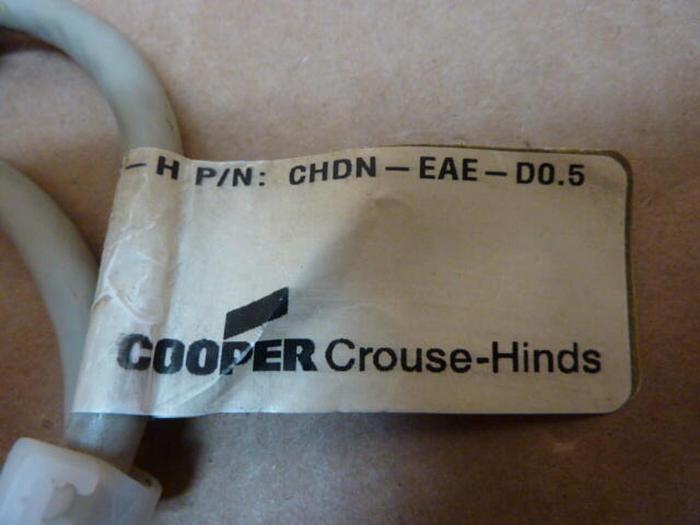 -H P/N: CHDN-EAE-D0.5
COOPER Crouse-Hinds